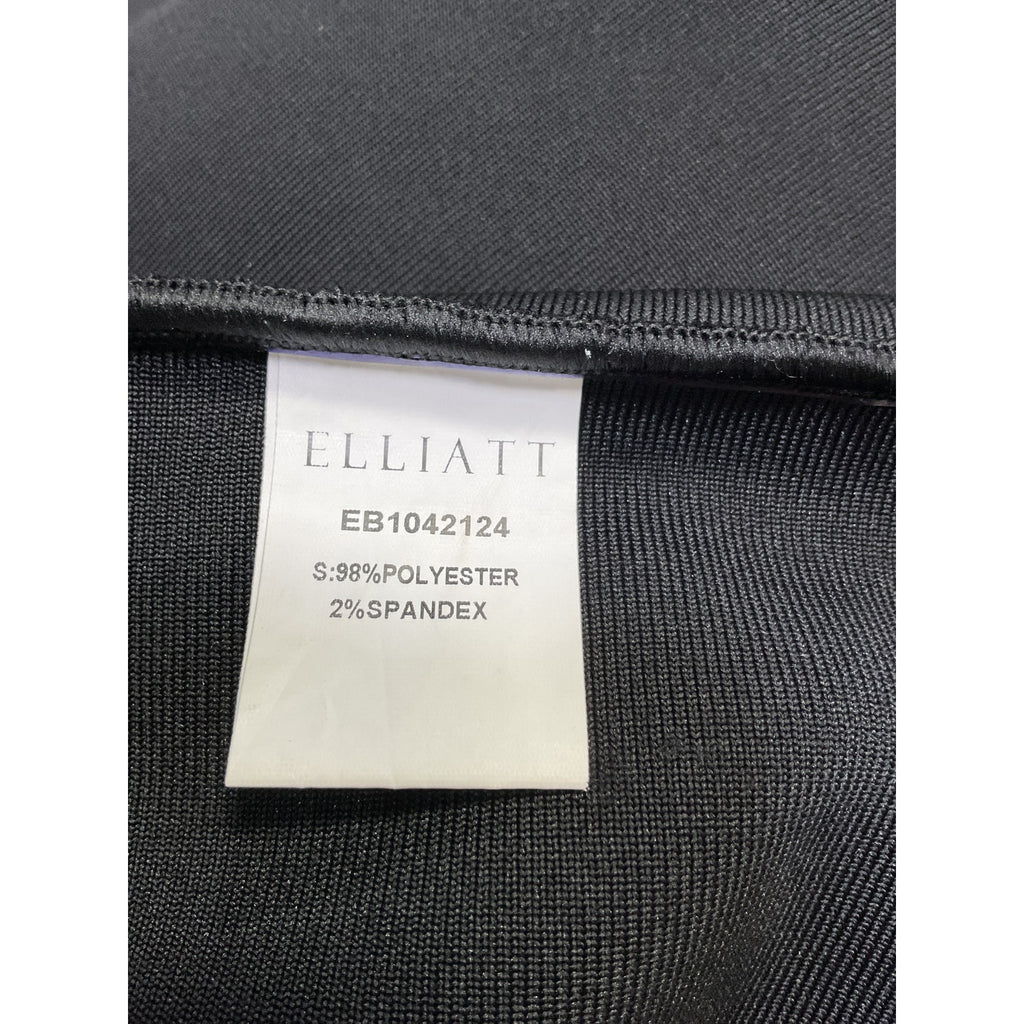 ELLIATT
EB1042124
S:98%POLYESTER
2%SPANDEX